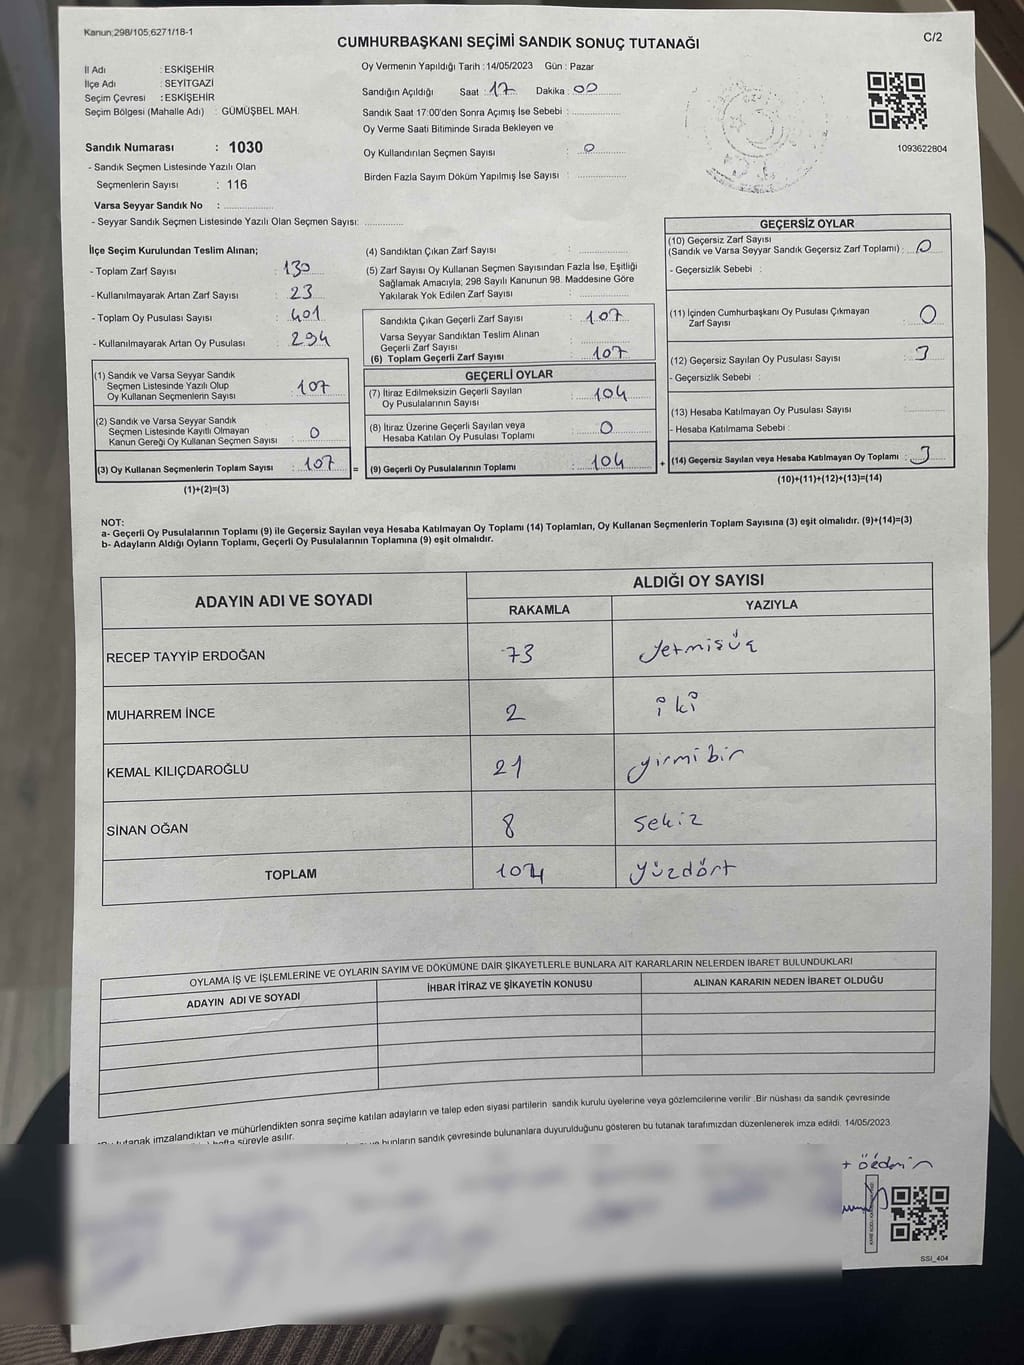 Kanun;298/105;6271/18-1
C/2
CUMHURBAŞKANI SEÇİMİ SANDIK SONUÇ TUTANAĞI
İl Adı : ESKİŞEHİR
İlçe Adı : SEYİTGAZİ
Seçim Çevresi : ESKİŞEHİR
Seçim Bölgesi (Mahalle Adı) : GÜMÜŞBEL MAH.
Sandık Numarası : 1030
- Sandık Seçmen Listesinde Yazılı Olan
Seçmenlerin Sayısı : 116
Varsa Seyyar Sandık No :
- Seyyar Sandık Seçmen Listesinde Yazılı Olan Seçmen Sayısı:
Oy Vermenin Yapıldığı Tarih :14/05/2023 Gün : Pazar
Sandığın Açıldığı Saat : 17 Dakika : 00
Sandık Saat 17:00'den Sonra Açımış İse Sebebi :
Oy Verme Saati Bitiminde Sırada Bekleyen ve
Oy Kullandırılan Seçmen Sayısı : 0
Birden Fazla Sayım Döküm Yapılmış İse Sayısı :
1093622804
İlçe Seçim Kurulundan Teslim Alınan;
- Toplam Zarf Sayısı : 130
- Kullanılmayarak Artan Zarf Sayısı : 23
- Toplam Oy Pusulası Sayısı : 401
- Kullanılmayarak Artan Oy Pusulası : 294
(1) Sandık ve Varsa Seyyar Sandık
Seçmen Listesinde Yazılı Olup
Oy Kullanan Seçmenlerin Sayısı : 107
(2) Sandık ve Varsa Seyyar Sandık
Seçmen Listesinde Kayıtlı Olmayan
Kanun Gereği Oy Kullanan Seçmen Sayısı : 0
(3) Oy Kullanan Seçmenlerin Toplam Sayısı : 107
(1)+(2)=(3)
=
(4) Sandıktan Çıkan Zarf Sayısı :
(5) Zarf Sayısı Oy Kullanan Seçmen Sayısından Fazla İse, Eşitliği
Sağlamak Amacıyla; 298 Sayılı Kanunun 98. Maddesine Göre
Yakılarak Yok Edilen Zarf Sayısı :
Sandıkta Çıkan Geçerli Zarf Sayısı : 107
Varsa Seyyar Sandıktan Teslim Alınan
Geçerli Zarf Sayısı :
(6) Toplam Geçerli Zarf Sayısı : 107
GEÇERLİ OYLAR
(7) İtiraz Edilmeksizin Geçerli Sayılan
Oy Pusulalarının Sayısı : 104
(8) İtiraz Üzerine Geçerli Sayılan veya
Hesaba Katılan Oy Pusulası Toplamı : 0
(9) Geçerli Oy Pusulalarının Toplamı : 104
+
GEÇERSİZ OYLAR
(10) Geçersiz Zarf Sayısı
(Sandık ve Varsa Seyyar Sandık Geçersiz Zarf Toplamı) : 0
- Geçersizlik Sebebi :
(11) İçinden Cumhurbaşkanı Oy Pusulası Çıkmayan
Zarf Sayısı : 0
(12) Geçersiz Sayılan Oy Pusulası Sayısı : 3
- Geçersizlik Sebebi :
(13) Hesaba Katılmayan Oy Pusulası Sayısı :
- Hesaba Katılmama Sebebi :
(14) Geçersiz Sayılan veya Hesaba Katılmayan Oy Toplamı : 3
(10)+(11)+(12)+(13)=(14)
NOT:
a- Geçerli Oy Pusulalarının Toplamı (9) ile Geçersiz Sayılan veya Hesaba Katılmayan Oy Toplamı (14) Toplamları, Oy Kullanan Seçmenlerin Toplam Sayısına (3) eşit olmalıdır. (9)+(14)=(3)
b- Adayların Aldığı Oyların Toplamı, Geçerli Oy Pusulalarının Toplamına (9) eşit olmalıdır.
ADAYIN ADI VE SOYADI ALDIĞI OY SAYISI
RAKAMLA YAZIYLA
RECEP TAYYİP ERDOĞAN 73 yetmişüç
MUHARREM İNCE 2 iki
KEMAL KILIÇDAROĞLU 21 yirmibir
SİNAN OĞAN 8 sekiz
TOPLAM 104 yüzdört
OYLAMA İŞ VE İŞLEMLERİNE VE OYLARIN SAYIM VE DÖKÜMÜNE DAİR ŞİKAYETLERLE BUNLARA AİT KARARLARIN NELERDEN İBARET BULUNDUKLARI
ADAYIN ADI VE SOYADI İHBAR İTİRAZ VE ŞİKAYETİN KONUSU ALINAN KARARIN NEDEN İBARET OLDUĞU
tutanak imzalandıktan ve mühürlendikten sonra seçime katılan adayların ve talep eden siyasi partilerin sandık kurulu üyelerine veya gözlemcilerine verilir. Bir nüshası da sandık çevresinde
hafta süreyle asılır.
bunların sandık çevresinde bulunanlara duyurulduğunu gösteren bu tutanak tarafımızdan düzenlenerek imza edildi. 14/05/2023
SSI_404